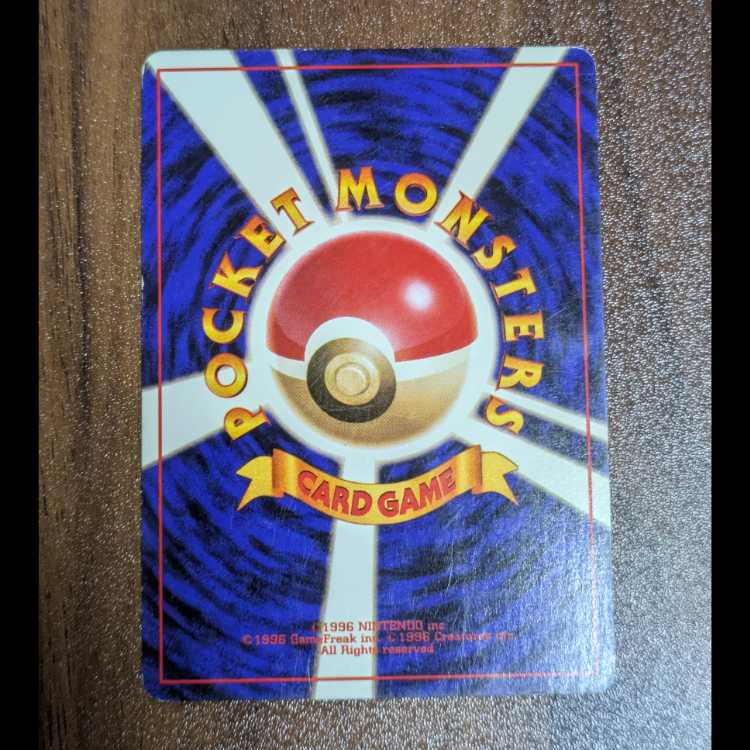 POCKET MONSTERS
CARD GAME
©1996 NINTENDO inc
©1996 GameFreak inc. ©1996 Creatures inc.
All Rights reserved